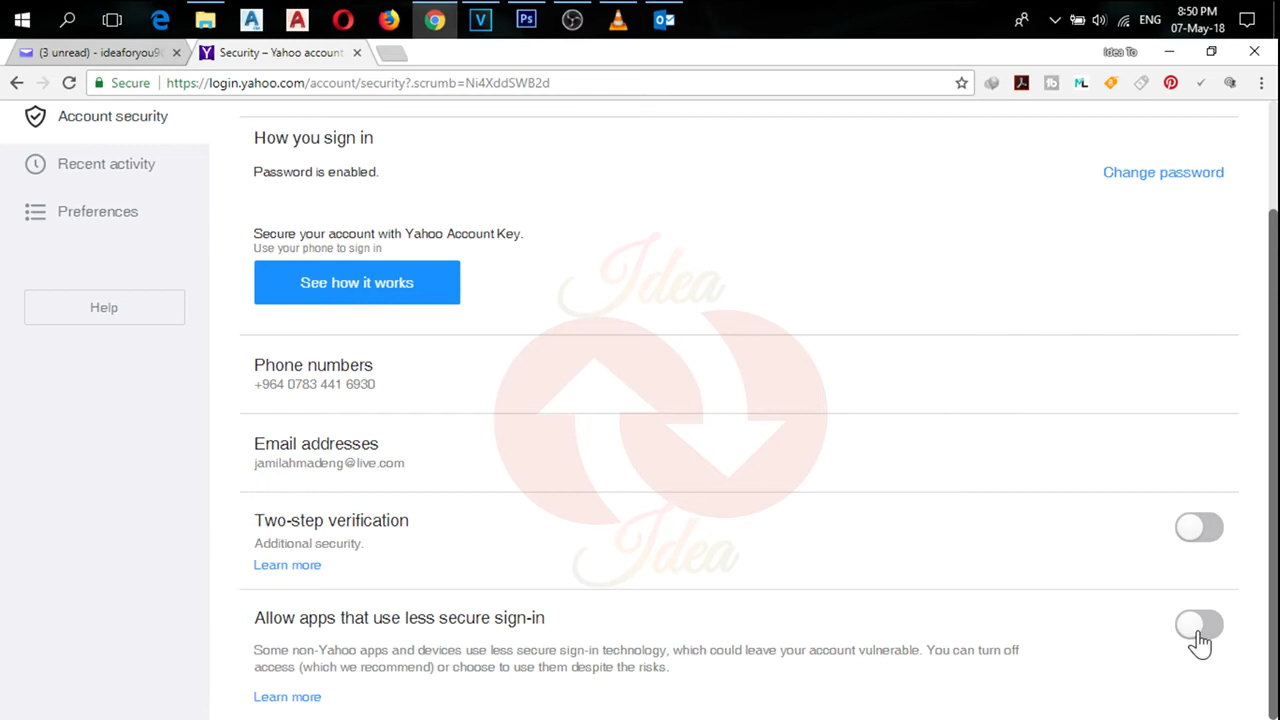 8:50 PM
ENG
07-May-18
(3 unread) - ideaforyou9
Security – Yahoo account
Idea To
Secure
https://login.yahoo.com/account/security?.scrumb=Ni4XddSWB2d
Account security
Recent activity
Preferences
Help
How you sign in
Password is enabled.
Change password
Secure your account with Yahoo Account Key.
Use your phone to sign in
See how it works
Idea
Phone numbers
+964 0783 441 6930
Email addresses
jamilahmadeng@live.com
Two-step verification
Additional security.
Learn more
Idea
Allow apps that use less secure sign-in
Some non-Yahoo apps and devices use less secure sign-in technology, which could leave your account vulnerable. You can turn off
access (which we recommend) or choose to use them despite the risks.
Learn more